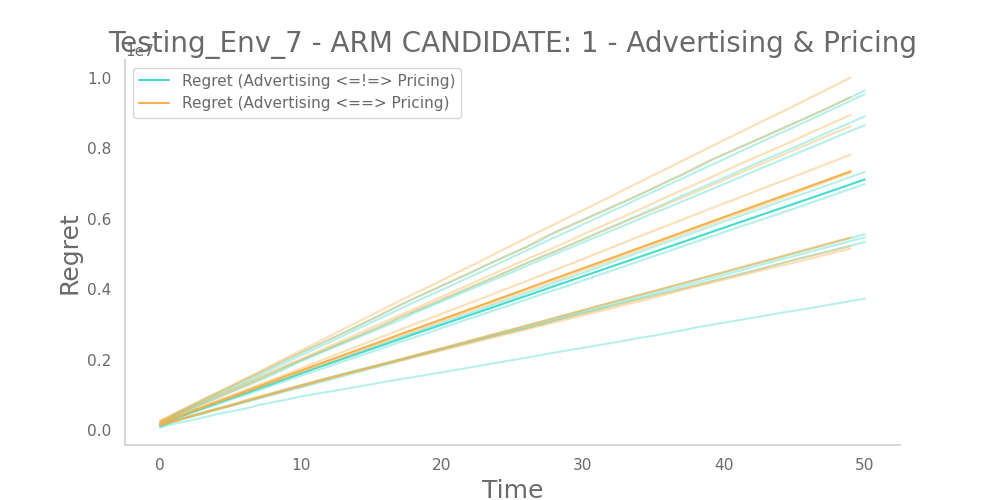 Testing_Env_7 - ARM CANDIDATE: 1 - Advertising & Pricing
1e7
Regret (Advertising <=!=> Pricing)
Regret (Advertising <==> Pricing)
1.0
0.8
0.6
0.4
0.2
0.0
Regret
0 10 20 30 40 50
Time